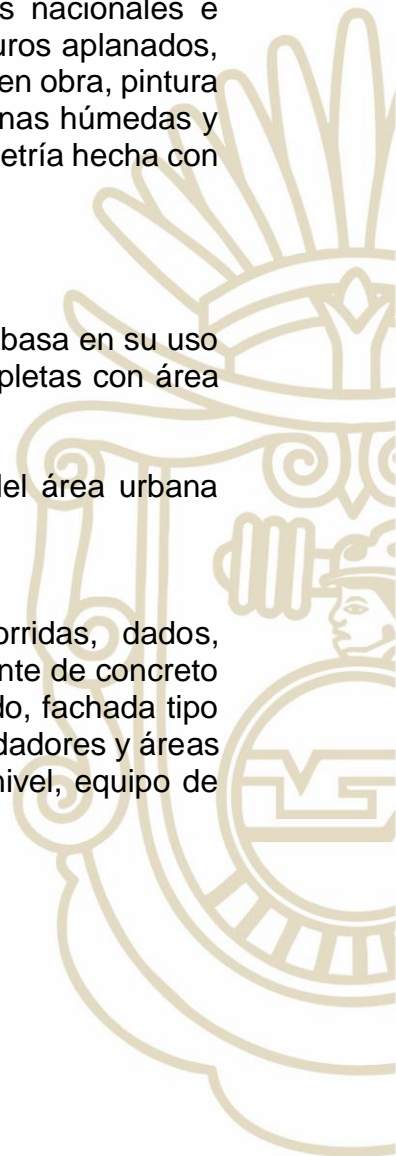 s nacionales e
uros aplanados,
en obra, pintura
nas húmedas y
etría hecha con
basa en su uso
pletas con área
del área urbana
orridas, dados,
nte de concreto
do, fachada tipo
dadores y áreas
nivel, equipo de